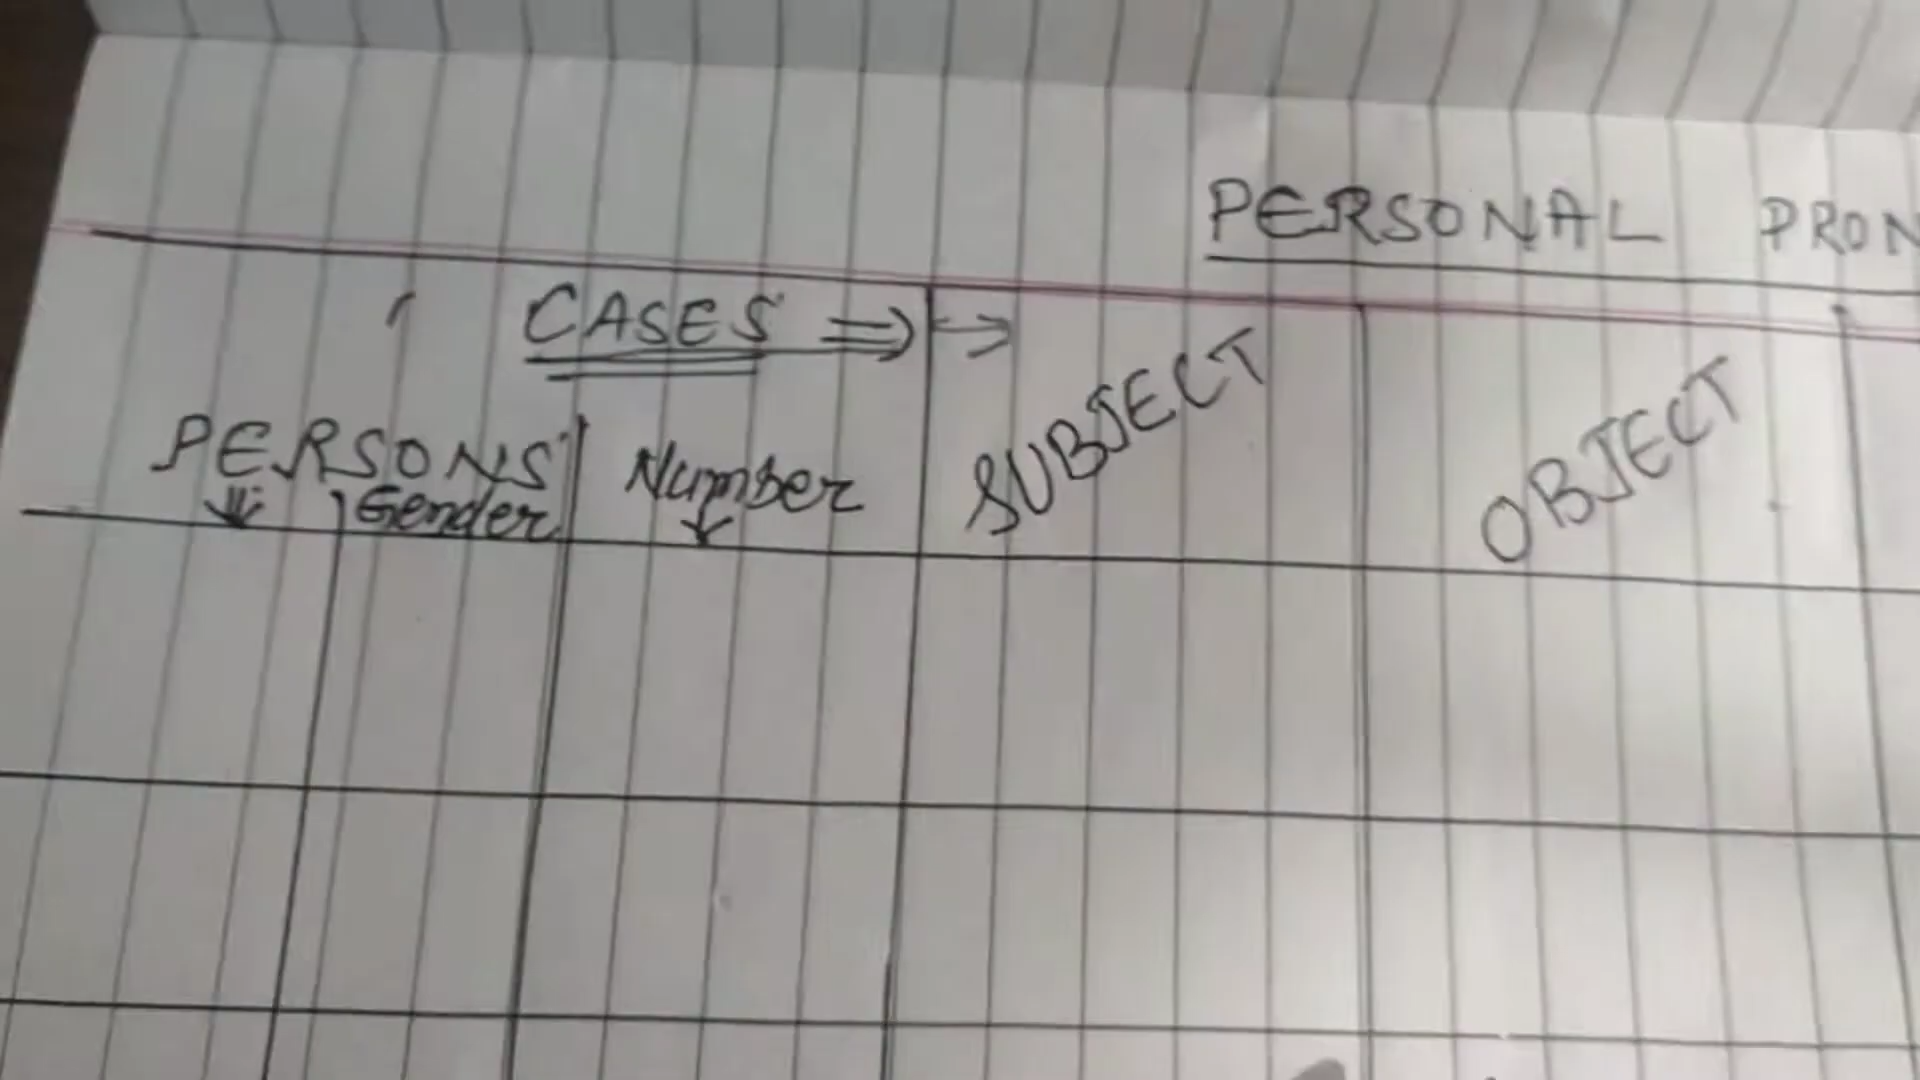 PERSONAL PRON
CASES ⇒ →
SUBJECT
OBJECT
PERSONS
Gender
Number